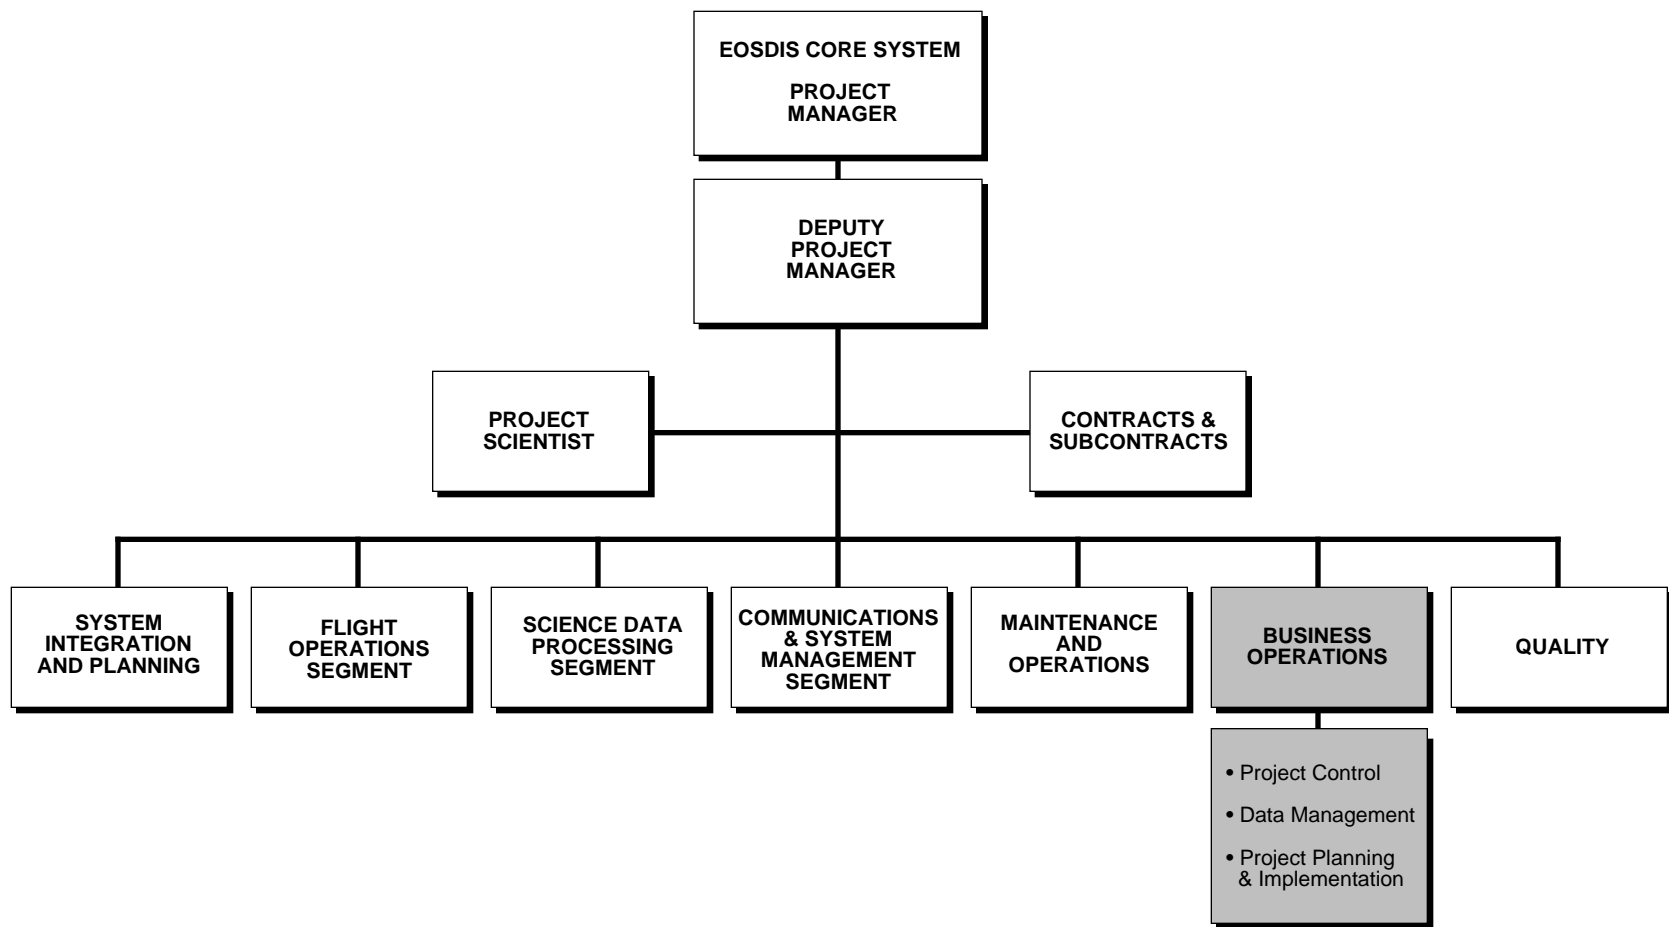 EOSDIS CORE SYSTEM
PROJECT
MANAGER
DEPUTY
PROJECT
MANAGER
PROJECT
SCIENTIST
CONTRACTS &
SUBCONTRACTS
SYSTEM
INTEGRATION
AND PLANNING
FLIGHT
OPERATIONS
SEGMENT
SCIENCE DATA
PROCESSING
SEGMENT
COMMUNICATIONS
& SYSTEM
MANAGEMENT
SEGMENT
MAINTENANCE
AND
OPERATIONS
BUSINESS
OPERATIONS
QUALITY
• Project Control
• Data Management
• Project Planning
& Implementation